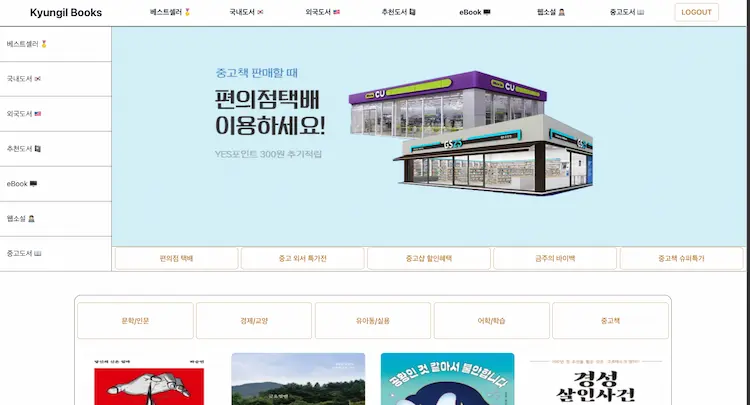 Kyungil Books
베스트셀러 🏅
국내도서 🇰🇷
외국도서 🇺🇸
추천도서
eBook 🖥️
웹소설
중고도서 📖
LOGOUT
베스트셀러 🏅
국내도서 🇰🇷
외국도서 🇺🇸
추천도서
eBook 🖥️
웹소설
중고도서 📖
중고책 판매할 때
편의점택배
이용하세요!
YES포인트 300원 추가적립
CU
CU
GS25
편의점 택배
중고 외서 특가전
중고샵 할인혜택
금주의 바이백
중고책 슈퍼특가
문학/인문
경제/교양
유아동/실용
어학/학습
중고책
공황인 것 같아서 불안합니다
경성
살인사건